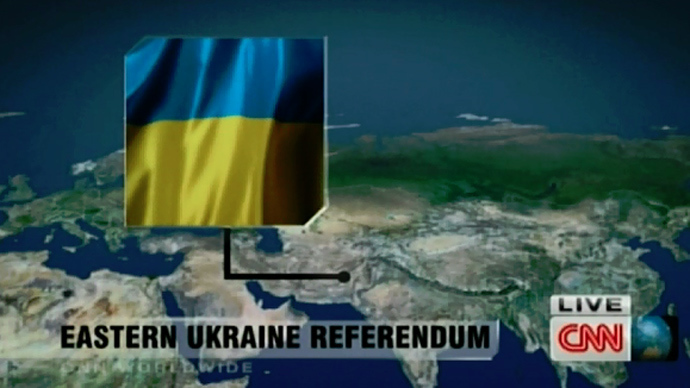 EASTERN UKRAINE REFERENDUM
LIVE
CNN
CNN WORLDWIDE